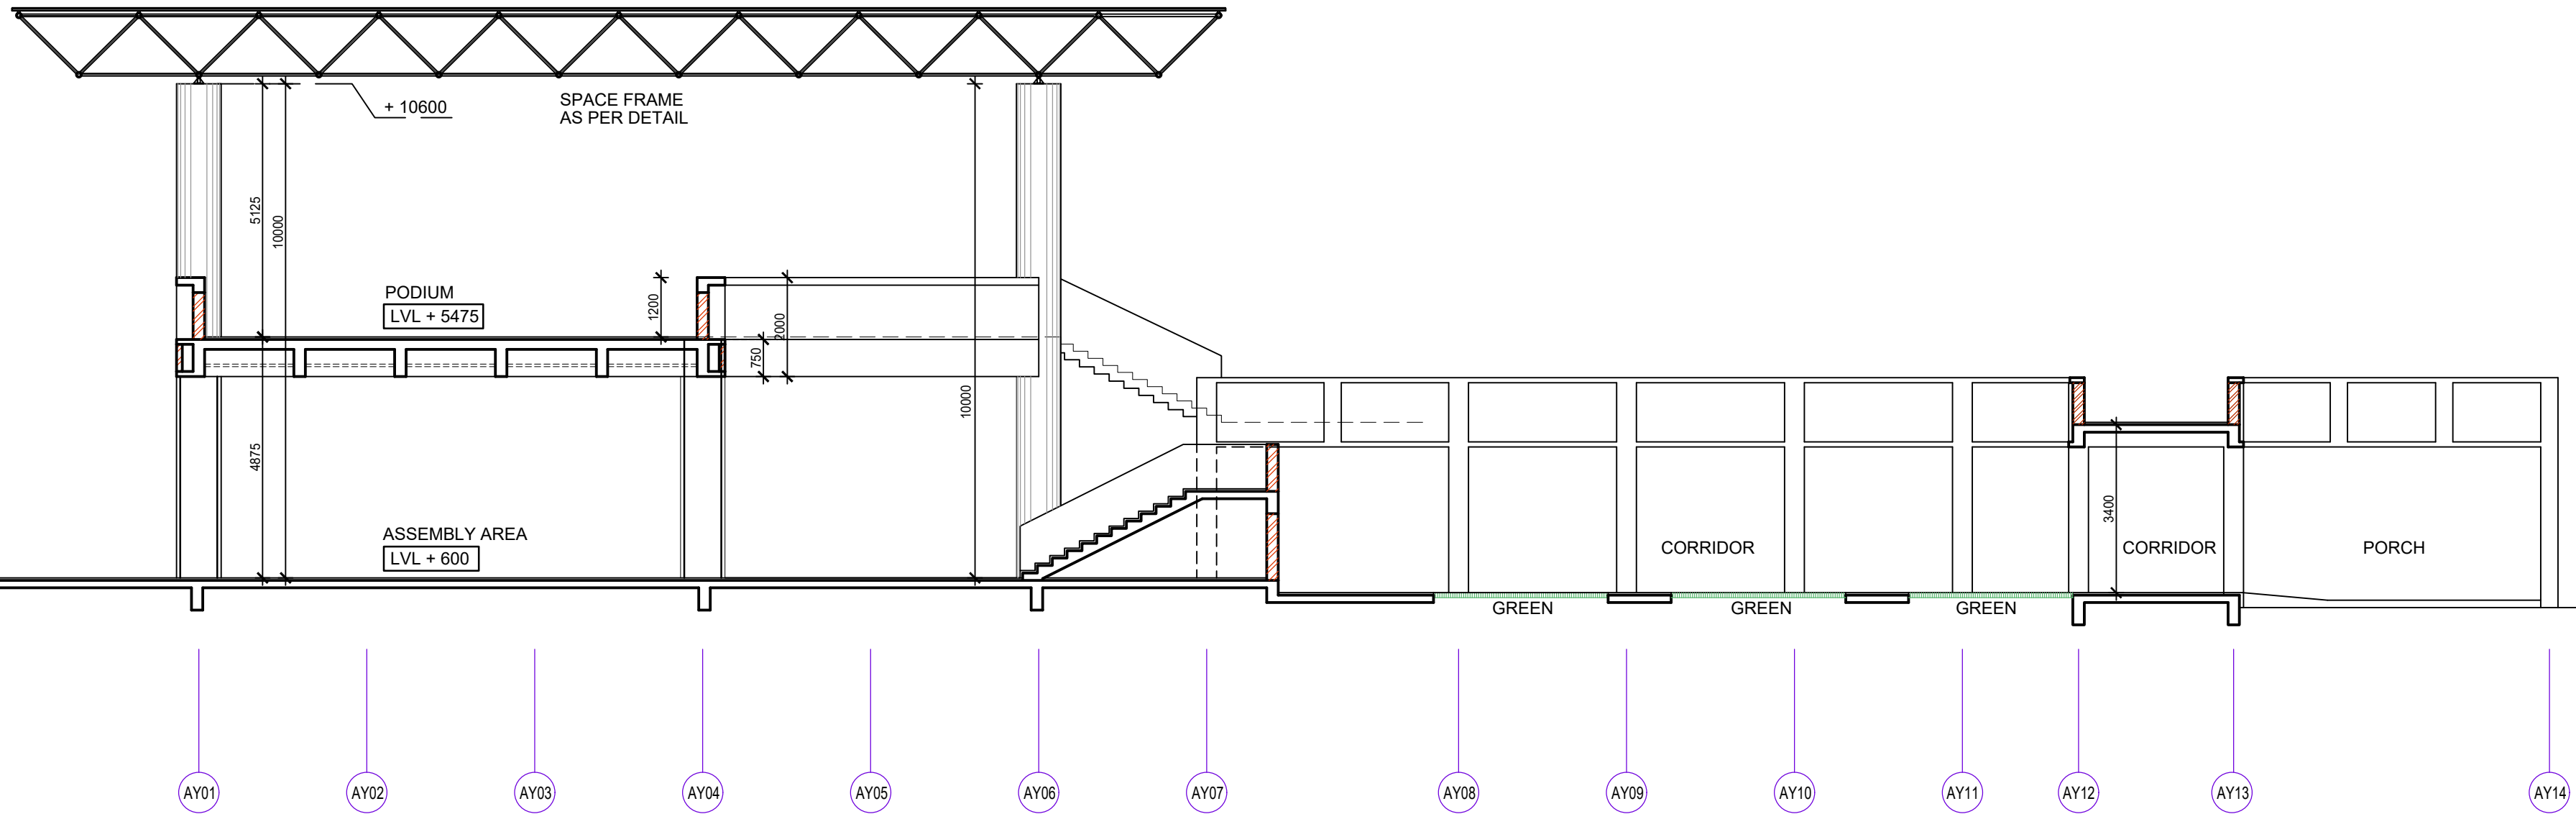 + 10600
SPACE FRAME
AS PER DETAIL
5125
10000
10000
PODIUM
LVL + 5475
1200
2000
750
4875
ASSEMBLY AREA
LVL + 600
CORRIDOR
3400
CORRIDOR
PORCH
GREEN
GREEN
GREEN
AY01
AY02
AY03
AY04
AY05
AY06
AY07
AY08
AY09
AY10
AY11
AY12
AY13
AY14